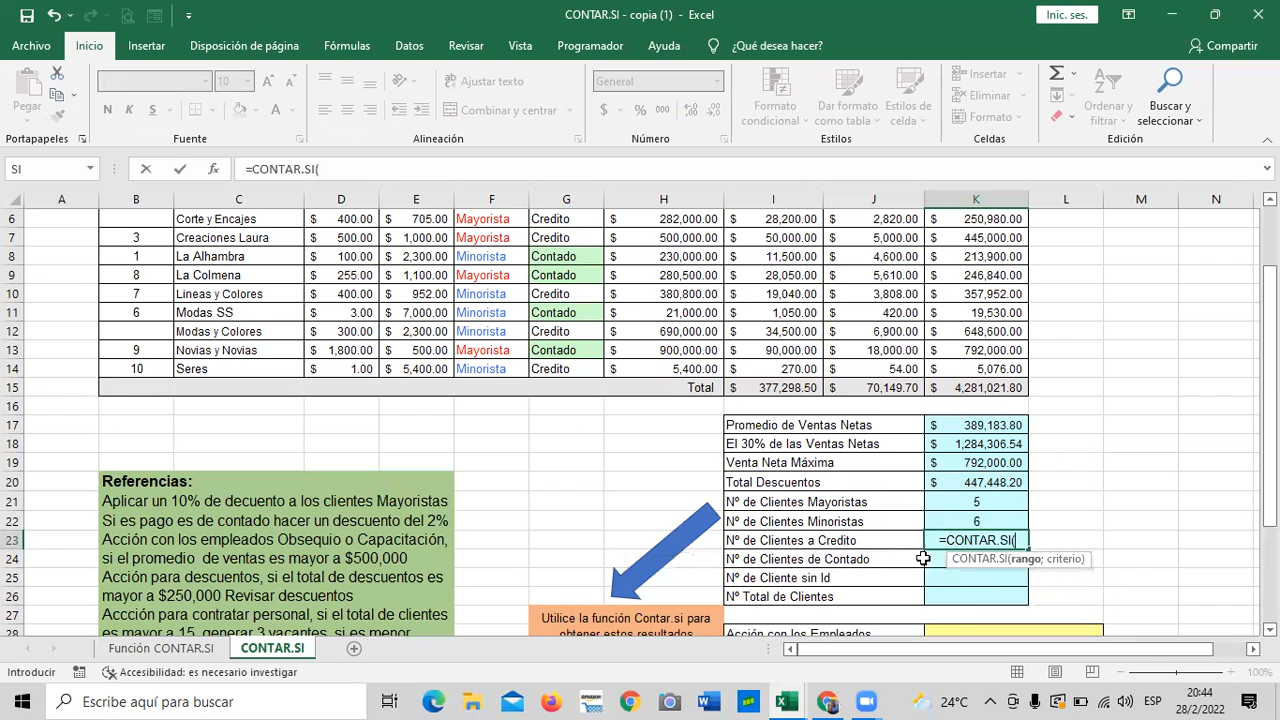 CONTAR.SI - copia (1) - Excel
Inic. ses.
Archivo Inicio Insertar Disposición de página Fórmulas Datos Revisar Vista Programador Ayuda ¿Qué desea hacer? Compartir
Pegar
10
N K S
Ajustar texto
Combinar y centrar
General
$ % 000
Formato condicional
Dar formato como tabla
Estilos de celda
Insertar
Eliminar
Formato
Ordenar y filtrar
Buscar y seleccionar
Portapapeles Fuente Alineación Número Estilos Celdas Edición
SI =CONTAR.SI(
A B C D E F G H I J K L M N
6 Corte y Encajes $ 400.00 $ 705.00 Mayorista Credito $ 282,000.00 $ 28,200.00 $ 2,820.00 $ 250,980.00
7 3 Creaciones Laura $ 500.00 $ 1,000.00 Mayorista Credito $ 500,000.00 $ 50,000.00 $ 5,000.00 $ 445,000.00
8 1 La Alhambra $ 100.00 $ 2,300.00 Minorista Contado $ 230,000.00 $ 11,500.00 $ 4,600.00 $ 213,900.00
9 8 La Colmena $ 255.00 $ 1,100.00 Mayorista Contado $ 280,500.00 $ 28,050.00 $ 5,610.00 $ 246,840.00
10 7 Lineas y Colores $ 400.00 $ 952.00 Minorista Credito $ 380,800.00 $ 19,040.00 $ 3,808.00 $ 357,952.00
11 6 Modas SS $ 3.00 $ 7,000.00 Minorista Contado $ 21,000.00 $ 1,050.00 $ 420.00 $ 19,530.00
12 Modas y Colores $ 300.00 $ 2,300.00 Minorista Credito $ 690,000.00 $ 34,500.00 $ 6,900.00 $ 648,600.00
13 9 Novias y Novias $ 1,800.00 $ 500.00 Mayorista Contado $ 900,000.00 $ 90,000.00 $ 18,000.00 $ 792,000.00
14 10 Seres $ 1.00 $ 5,400.00 Minorista Credito $ 5,400.00 $ 270.00 $ 54.00 $ 5,076.00
15 Total $ 377,298.50 $ 70,149.70 $ 4,281,021.80
16
17 Promedio de Ventas Netas $ 389,183.80
18 El 30% de las Ventas Netas $ 1,284,306.54
19 Venta Neta Máxima $ 792,000.00
20 Total Descuentos $ 447,448.20
21 Nº de Clientes Mayoristas 5
22 Nº de Clientes Minoristas 6
23 Nº de Clientes a Credito =CONTAR.SI(
24 Nº de Clientes de Contado
CONTAR.SI(rango; criterio)
25 Nº de Cliente sin Id
26 Nº Total de Clientes
27
28 Acción con los Empleados
Referencias:
Aplicar un 10% de decuento a los clientes Mayoristas
Si es pago es de contado hacer un descuento del 2%
Acción con los empleados Obsequio o Capacitación,
si el promedio de ventas es mayor a $500,000
Acción para descuentos, si el total de descuentos es
mayor a $250,000 Revisar descuentos
Accción para contratar personal, si el total de clientes
es mayor a 15, generar 3 vacantes, si es menor
Utilice la función Contar.si para
obtener estos resultados
Función CONTAR.SI CONTAR.SI
Introducir Accesibilidad: es necesario investigar 100%
Escribe aquí para buscar
amazon
24°C
ESP
20:44
28/2/2022